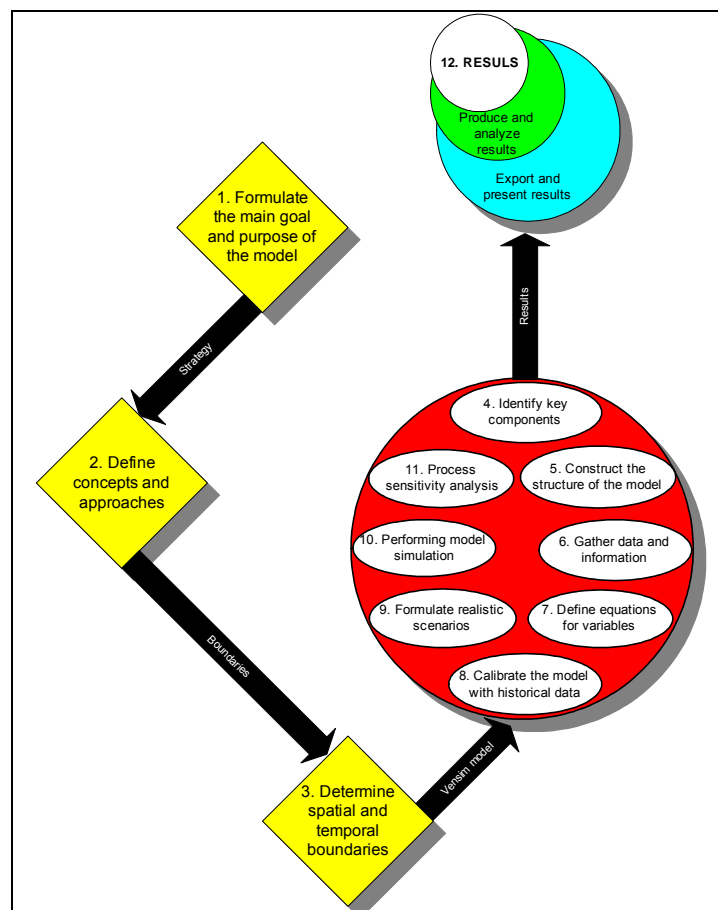 12. RESULS
Produce and
analyze
results
Export and
present results
1. Formulate
the main goal
and purpose of
the model
Strategy
Results
2. Define
concepts and
approaches
4. Identify key
components
11. Process
sensitivity analysis
5. Construct the
structure of the model
10. Performing model
simulation
6. Gather data and
information
9. Formulate realistic
scenarios
7. Define equations
for variables
8. Calibrate the model
with historical data
Boundaries
Vensim model
3. Determine
spatial and
temporal
boundaries